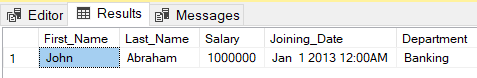 Editor Results Messages
First_Name Last_Name Salary Joining_Date Department
1 John Abraham 1000000 Jan 1 2013 12:00AM Banking